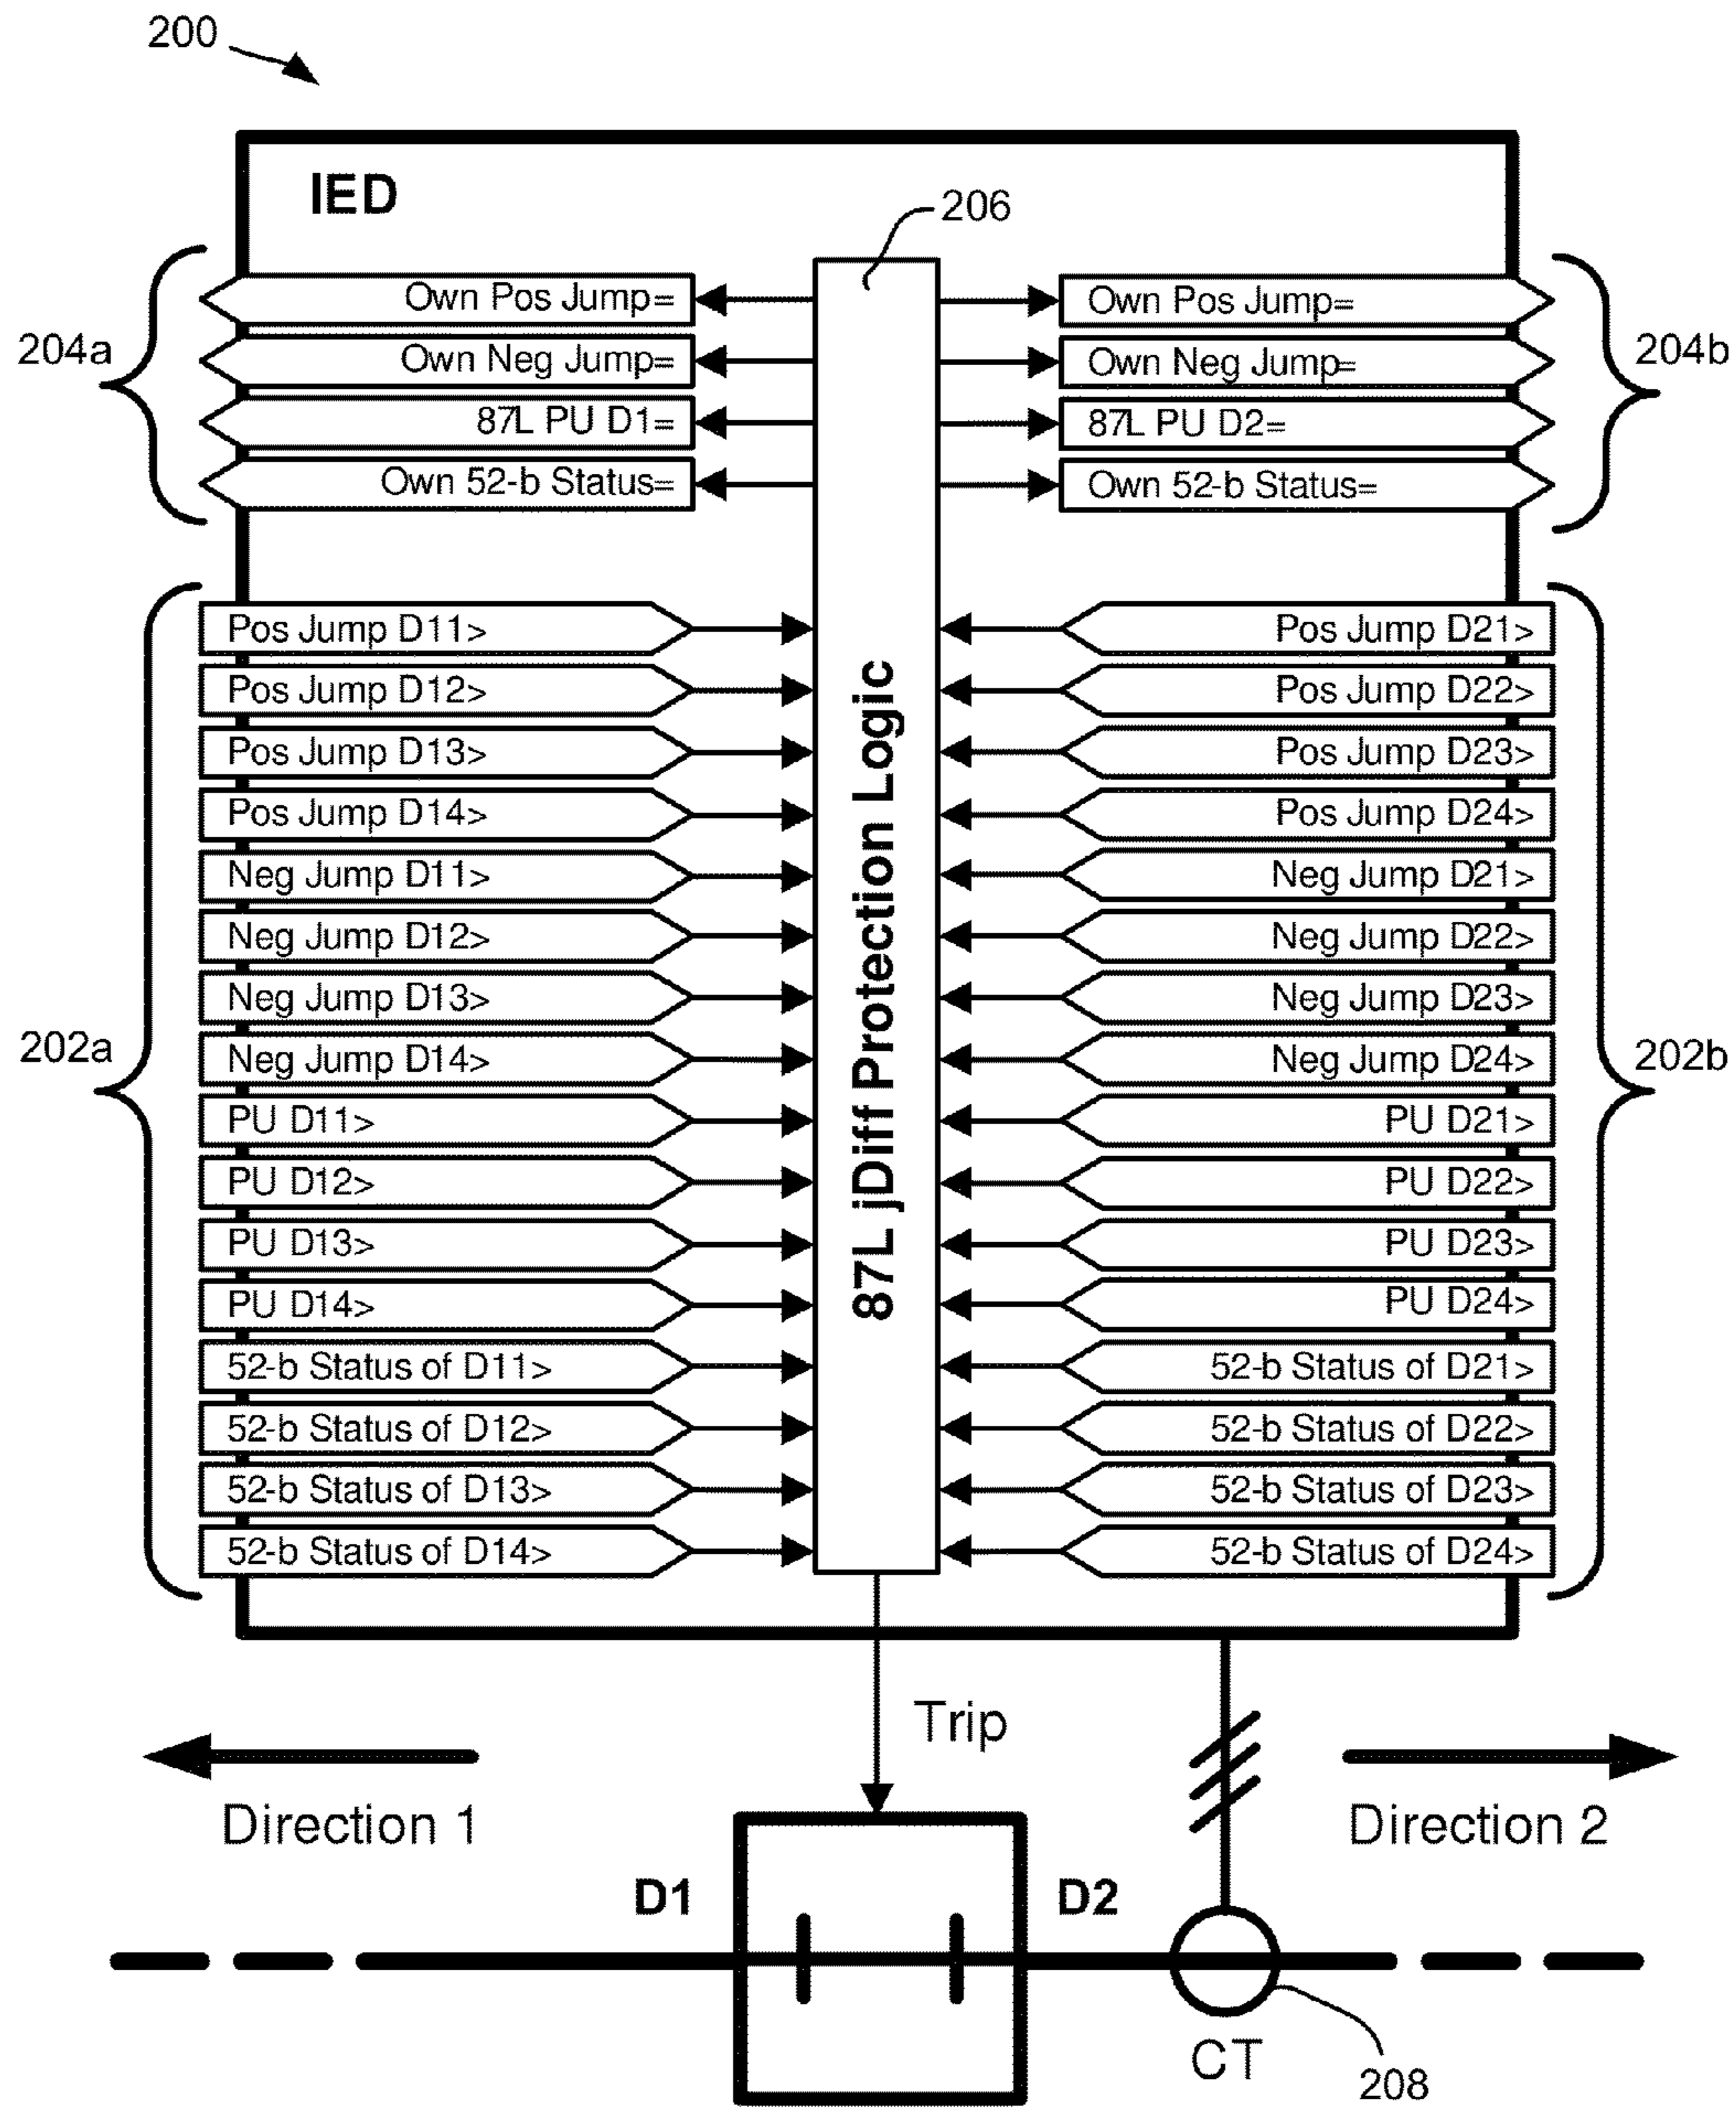 200
IED
206
204a
204b
Own Pos Jump= Own Pos Jump=
Own Neg Jump= Own Neg Jump=
87L PU D1= 87L PU D2=
Own 52-b Status= Own 52-b Status=
202a
202b
87L jDiff Protection Logic
Pos Jump D11> Pos Jump D21>
Pos Jump D12> Pos Jump D22>
Pos Jump D13> Pos Jump D23>
Pos Jump D14> Pos Jump D24>
Neg Jump D11> Neg Jump D21>
Neg Jump D12> Neg Jump D22>
Neg Jump D13> Neg Jump D23>
Neg Jump D14> Neg Jump D24>
PU D11> PU D21>
PU D12> PU D22>
PU D13> PU D23>
PU D14> PU D24>
52-b Status of D11> 52-b Status of D21>
52-b Status of D12> 52-b Status of D22>
52-b Status of D13> 52-b Status of D23>
52-b Status of D14> 52-b Status of D24>
Trip
Direction 1 Direction 2
D1 D2
CT
208